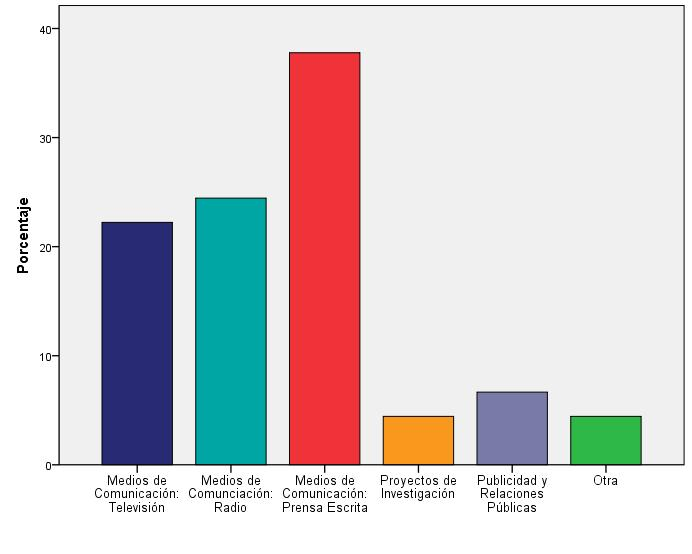 40
30
20
10
0
Porcentaje
Medios de
Comunicación:
Televisión
Medios de
Comunciación:
Radio
Medios de
Comunicación:
Prensa Escrita
Proyectos de
Investigación
Publicidad y
Relaciones
Públicas
Otra